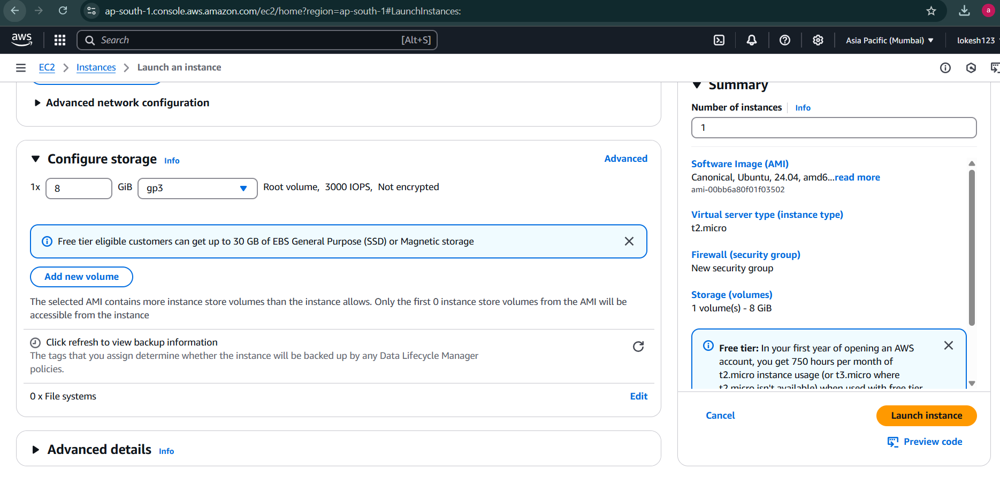 ap-south-1.console.aws.amazon.com/ec2/home?region=ap-south-1#LaunchInstances:
a
aws
Search
[Alt+S]
Asia Pacific (Mumbai)
lokesh123
EC2
Instances
Launch an instance
Advanced network configuration
Configure storage Info
Advanced
1x 8 GiB gp3 Root volume, 3000 IOPS, Not encrypted
Free tier eligible customers can get up to 30 GB of EBS General Purpose (SSD) or Magnetic storage
Add new volume
The selected AMI contains more instance store volumes than the instance allows. Only the first 0 instance store volumes from the AMI will be
accessible from the instance
Click refresh to view backup information
The tags that you assign determine whether the instance will be backed up by any Data Lifecycle Manager
policies.
0 x File systems
Edit
Advanced details Info
Summary
Number of instances Info
1
Software Image (AMI)
Canonical, Ubuntu, 24.04, amd6...read more
ami-00bb6a80f01f03502
Virtual server type (instance type)
t2.micro
Firewall (security group)
New security group
Storage (volumes)
1 volume(s) - 8 GiB
Free tier: In your first year of opening an AWS
account, you get 750 hours per month of
t2.micro instance usage (or t3.micro where
t2.micro isn't available) when used with free tier
Cancel
Launch instance
Preview code